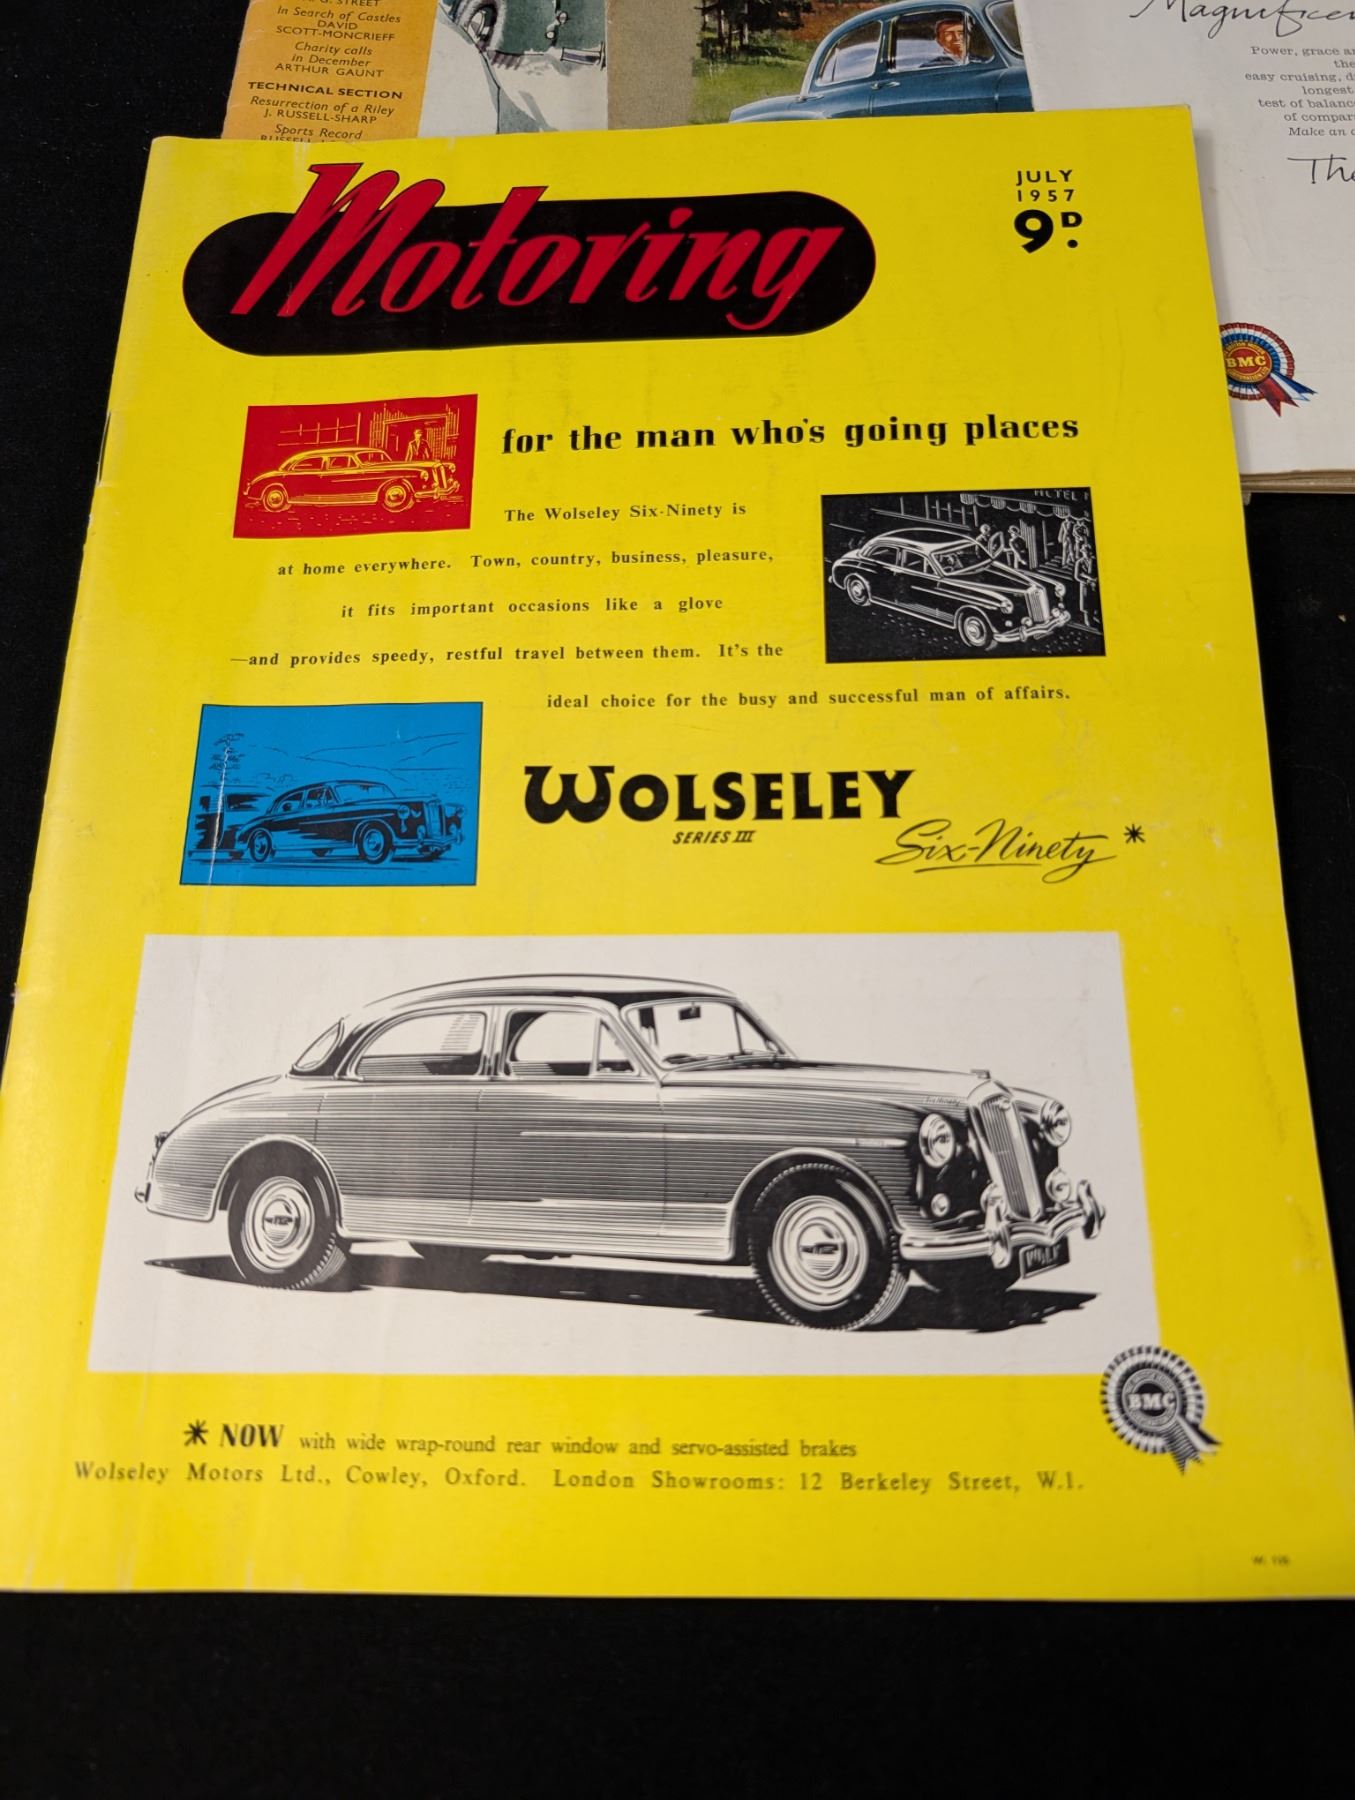 G. STREET
In Search of Castles
DAVID
SCOTT-MONCRIEFF
Charity calls
in December
ARTHUR GAUNT
TECHNICAL SECTION
Resurrection of a Riley
J. RUSSELL-SHARP
Sports Record
Magnificen
Power, grace a
the
easy cruising, d
longest
test of balanc
of compar
Make an
The
BMC
Motoring
JULY
1957
9D.
for the man who's going places
HOTEL
The Wolseley Six-Ninety is
at home everywhere. Town, country, business, pleasure,
it fits important occasions like a glove
—and provides speedy, restful travel between them. It's the
ideal choice for the busy and successful man of affairs.
WOLSELEY
SERIES III
Six-Ninety *
BMC
* NOW with wide wrap-round rear window and servo-assisted brakes
Wolseley Motors Ltd., Cowley, Oxford. London Showrooms: 12 Berkeley Street, W.1.